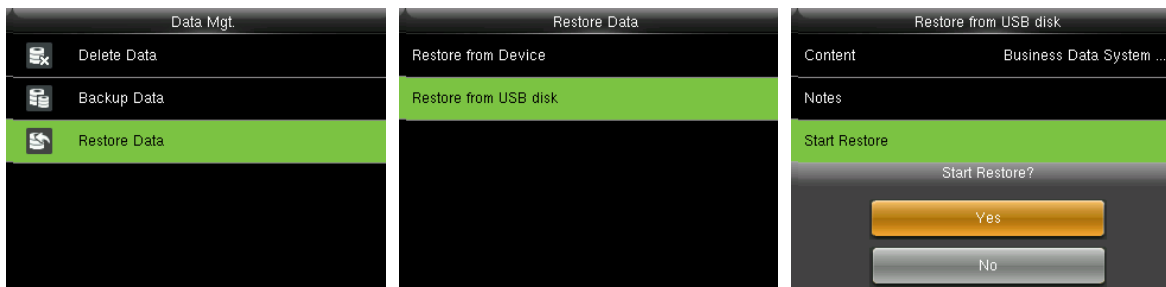 Data Mgt.
Delete Data
Backup Data
Restore Data
Restore Data
Restore from Device
Restore from USB disk
Restore from USB disk
Content Business Data System ...
Notes
Start Restore
Start Restore?
Yes
No